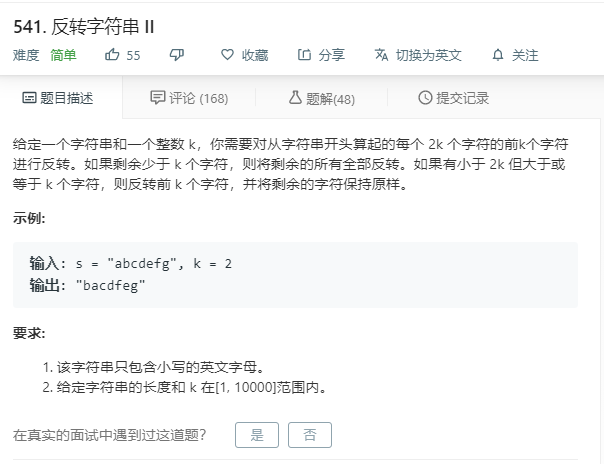 541. 反转字符串 II
难度 简单 55 收藏 分享 切换为英文 关注
题目描述 评论 (168) 题解(48) 提交记录
给定一个字符串和一个整数 k，你需要对从字符串开头算起的每个 2k 个字符的前k个字符
进行反转。如果剩余少于 k 个字符，则将剩余的所有全部反转。如果有小于 2k 但大于或
等于 k 个字符，则反转前 k 个字符，并将剩余的字符保持原样。
示例:
输入: s = "abcdefg", k = 2
输出: "bacdfeg"
要求:
1. 该字符串只包含小写的英文字母。
2. 给定字符串的长度和 k 在[1, 10000]范围内。
在真实的面试中遇到过这道题？ 是 否